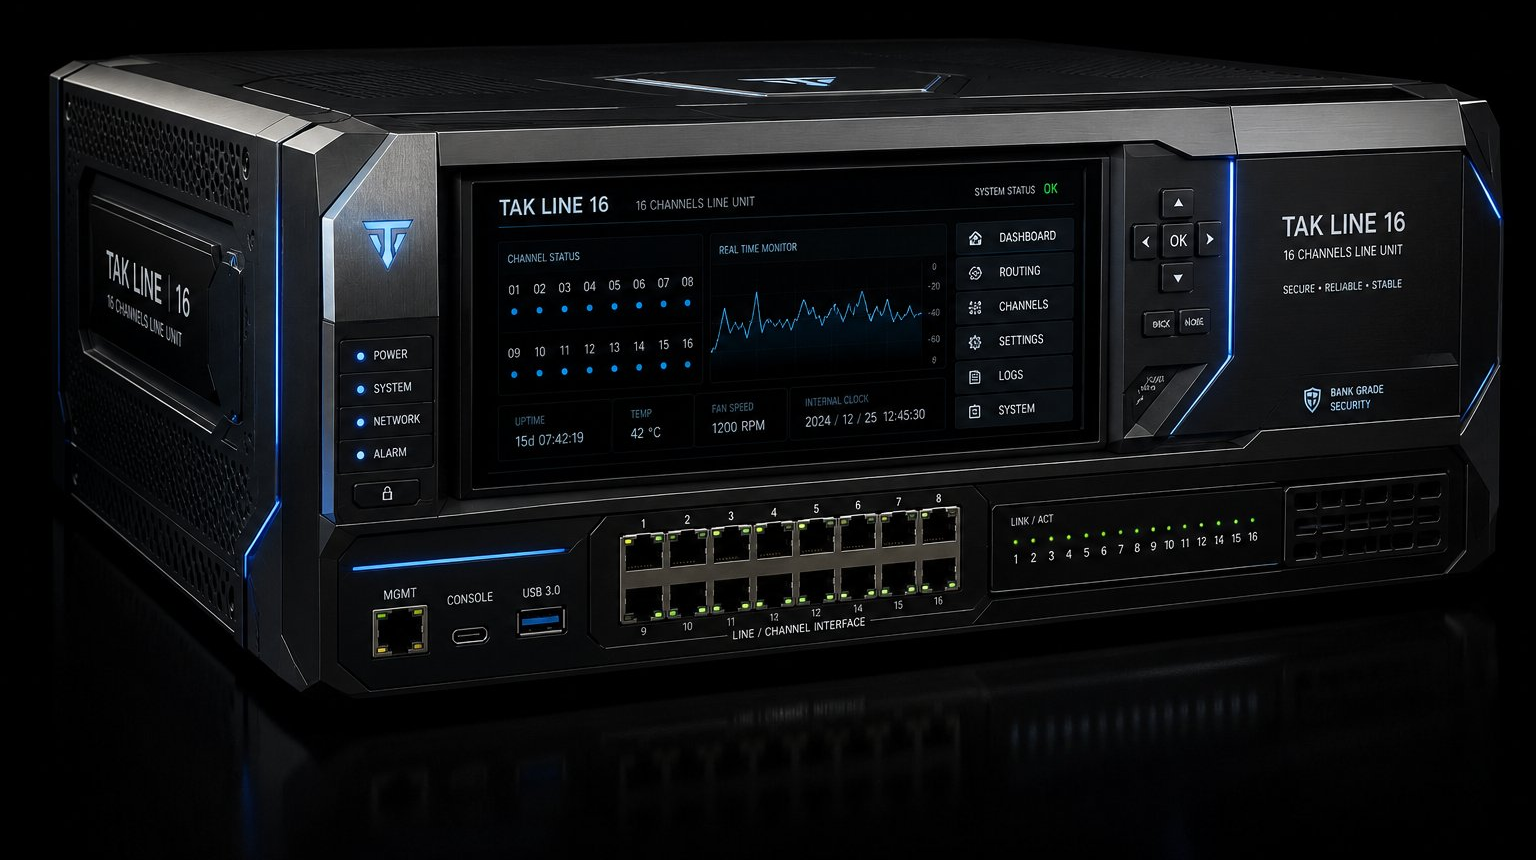 TAK LINE | 16
16 CHANNELS LINE UNIT
POWER
SYSTEM
NETWORK
ALARM
TAK LINE 16
16 CHANNELS LINE UNIT
SYSTEM STATUS OK
CHANNEL STATUS
01 02 03 04 05 06 07 08
09 10 11 12 13 14 15 16
REAL TIME MONITOR
0
-20
-40
-60
DASHBOARD
ROUTING
CHANNELS
SETTINGS
LOGS
SYSTEM
UPTIME
15d 07:42:19
TEMP
42 °C
FAN SPEED
1200 RPM
INTERNAL CLOCK
2024 / 12 / 25 12:45:30
OK
TAK LINE 16
16 CHANNELS LINE UNIT
SECURE • RELIABLE • STABLE
BANK GRADE
SECURITY
MGMT
CONSOLE
USB 3.0
1 2 3 4 5 6 7 8
9 10 11 12 12 14 15 16
LINE / CHANNEL INTERFACE
LINK / ACT
1 2 3 4 5 6 7 8 9 10 11 12 14 15 16